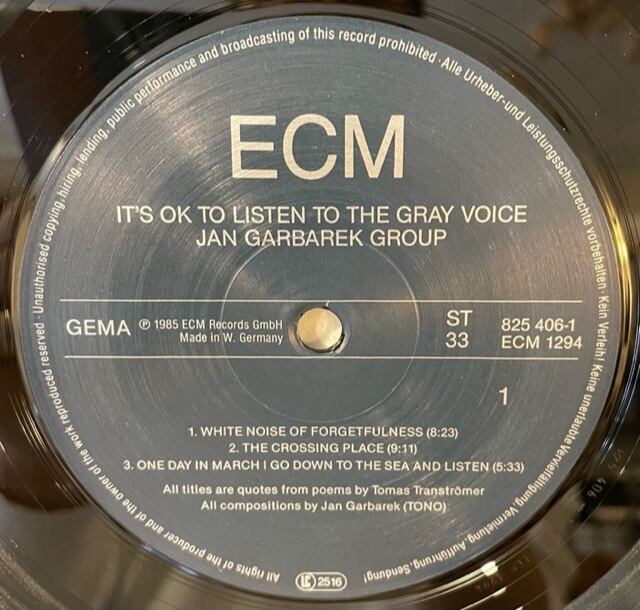 All rights of the producer and of the owner of the work reproduced reserved · Unauthorised copying, hiring, lending, public performance and broadcasting of this record prohibited · Alle Urheber-und Leistungsschutzrechte vorbehalten · Kein Verleih! Keine unerlaubte Vervielfältigung, Vermietung, Aufführung, Sendung!
ECM
IT'S OK TO LISTEN TO THE GRAY VOICE
JAN GARBAREK GROUP
GEMA
℗ 1985 ECM Records GmbH
Made in W. Germany
ST
33
825 406-1
ECM 1294
1
1. WHITE NOISE OF FORGETFULNESS (8:23)
2. THE CROSSING PLACE (9:11)
3. ONE DAY IN MARCH I GO DOWN TO THE SEA AND LISTEN (5:33)
All titles are quotes from poems by Tomas Tranströmer
All compositions by Jan Garbarek (TONO)
LC 2516